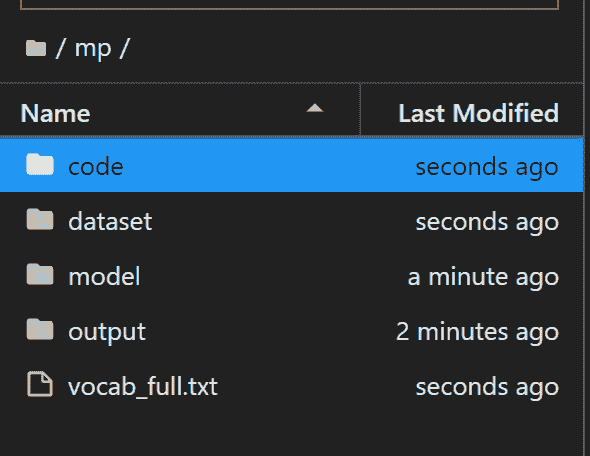 / mp /
Name Last Modified
code seconds ago
dataset seconds ago
model a minute ago
output 2 minutes ago
vocab_full.txt seconds ago